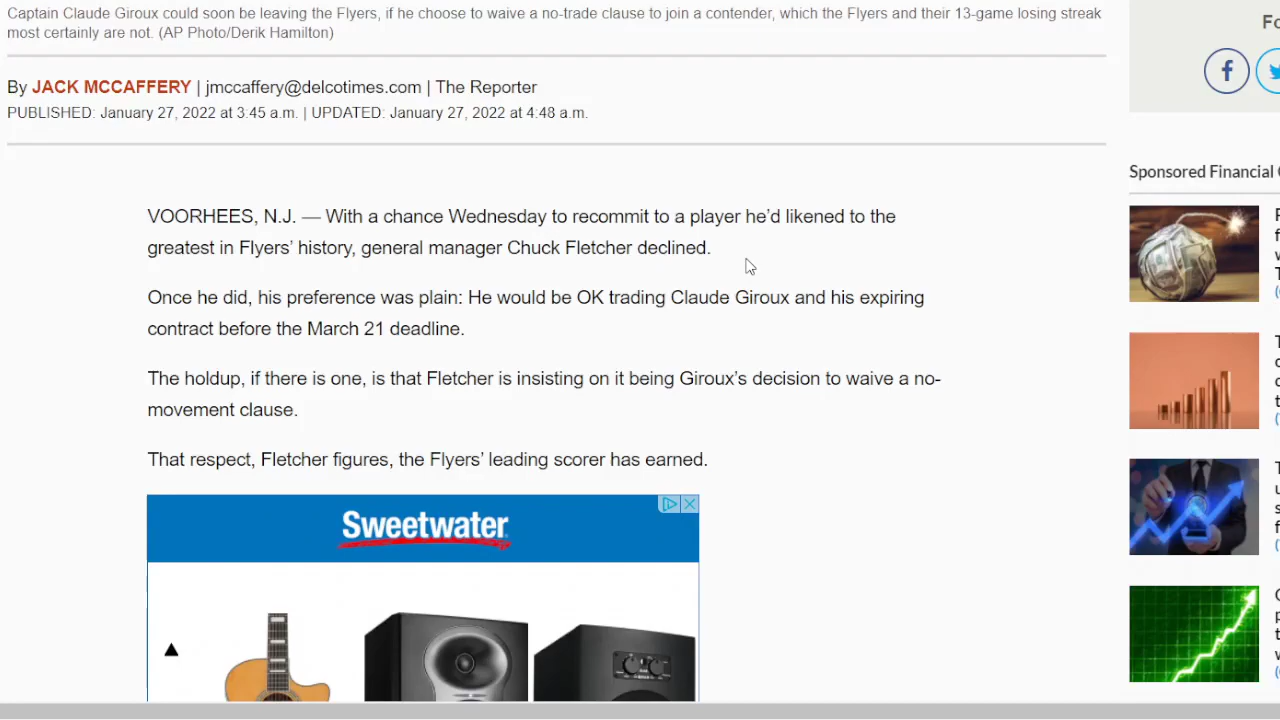 Captain Claude Giroux could soon be leaving the Flyers, if he choose to waive a no-trade clause to join a contender, which the Flyers and their 13-game losing streak
most certainly are not. (AP Photo/Derik Hamilton)
By JACK MCCAFFERY | jmccaffery@delcotimes.com | The Reporter
PUBLISHED: January 27, 2022 at 3:45 a.m. | UPDATED: January 27, 2022 at 4:48 a.m.
VOORHEES, N.J. — With a chance Wednesday to recommit to a player he’d likened to the
greatest in Flyers’ history, general manager Chuck Fletcher declined.
Once he did, his preference was plain: He would be OK trading Claude Giroux and his expiring
contract before the March 21 deadline.
The holdup, if there is one, is that Fletcher is insisting on it being Giroux’s decision to waive a no-
movement clause.
That respect, Fletcher figures, the Flyers’ leading scorer has earned.
Sweetwater
Sponsored Financial